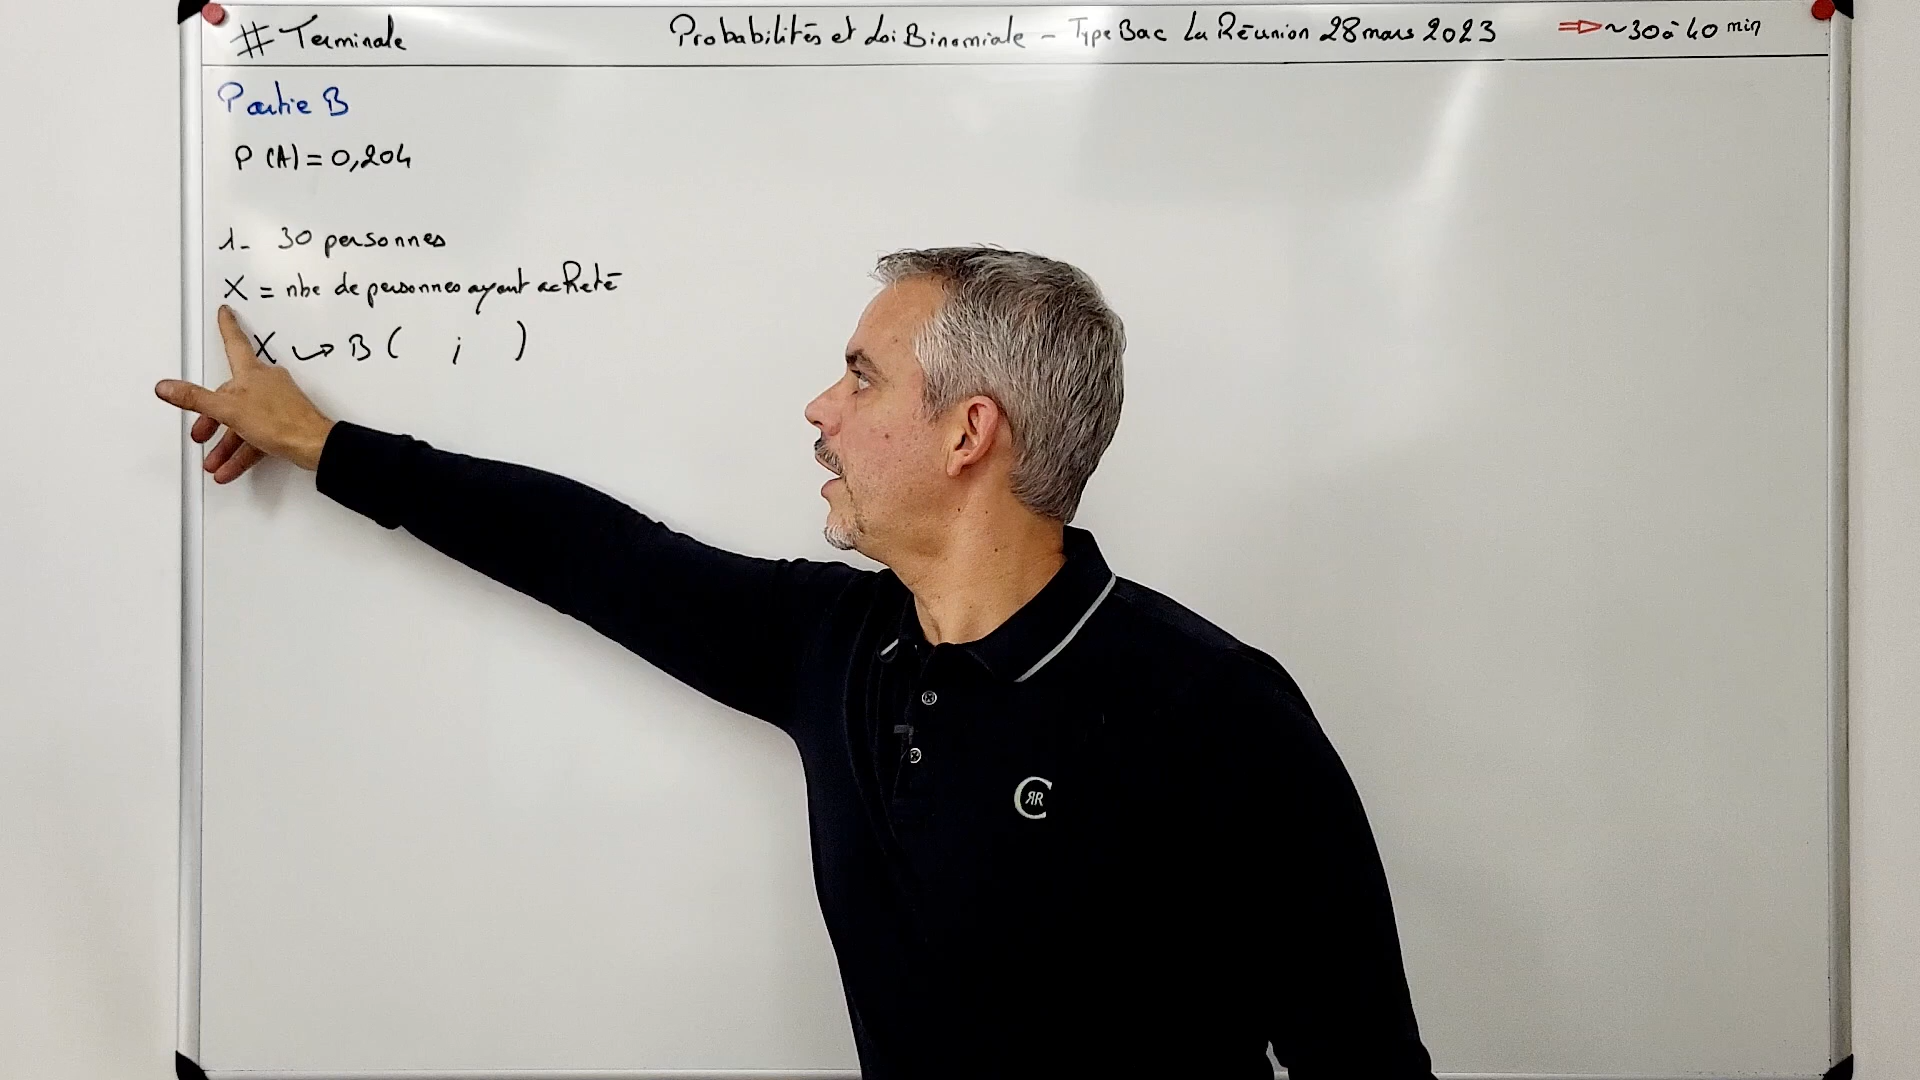 # Terminale
Probabilités et Loi Binomiale - Type Bac La Réunion 28 mars 2023 ⇒ ~30 à 40 min
Partie B
P(A) = 0,204
1- 30 personnes
X = nbe de personnes ayant acheté
X ↪ B ( ; )
CRR